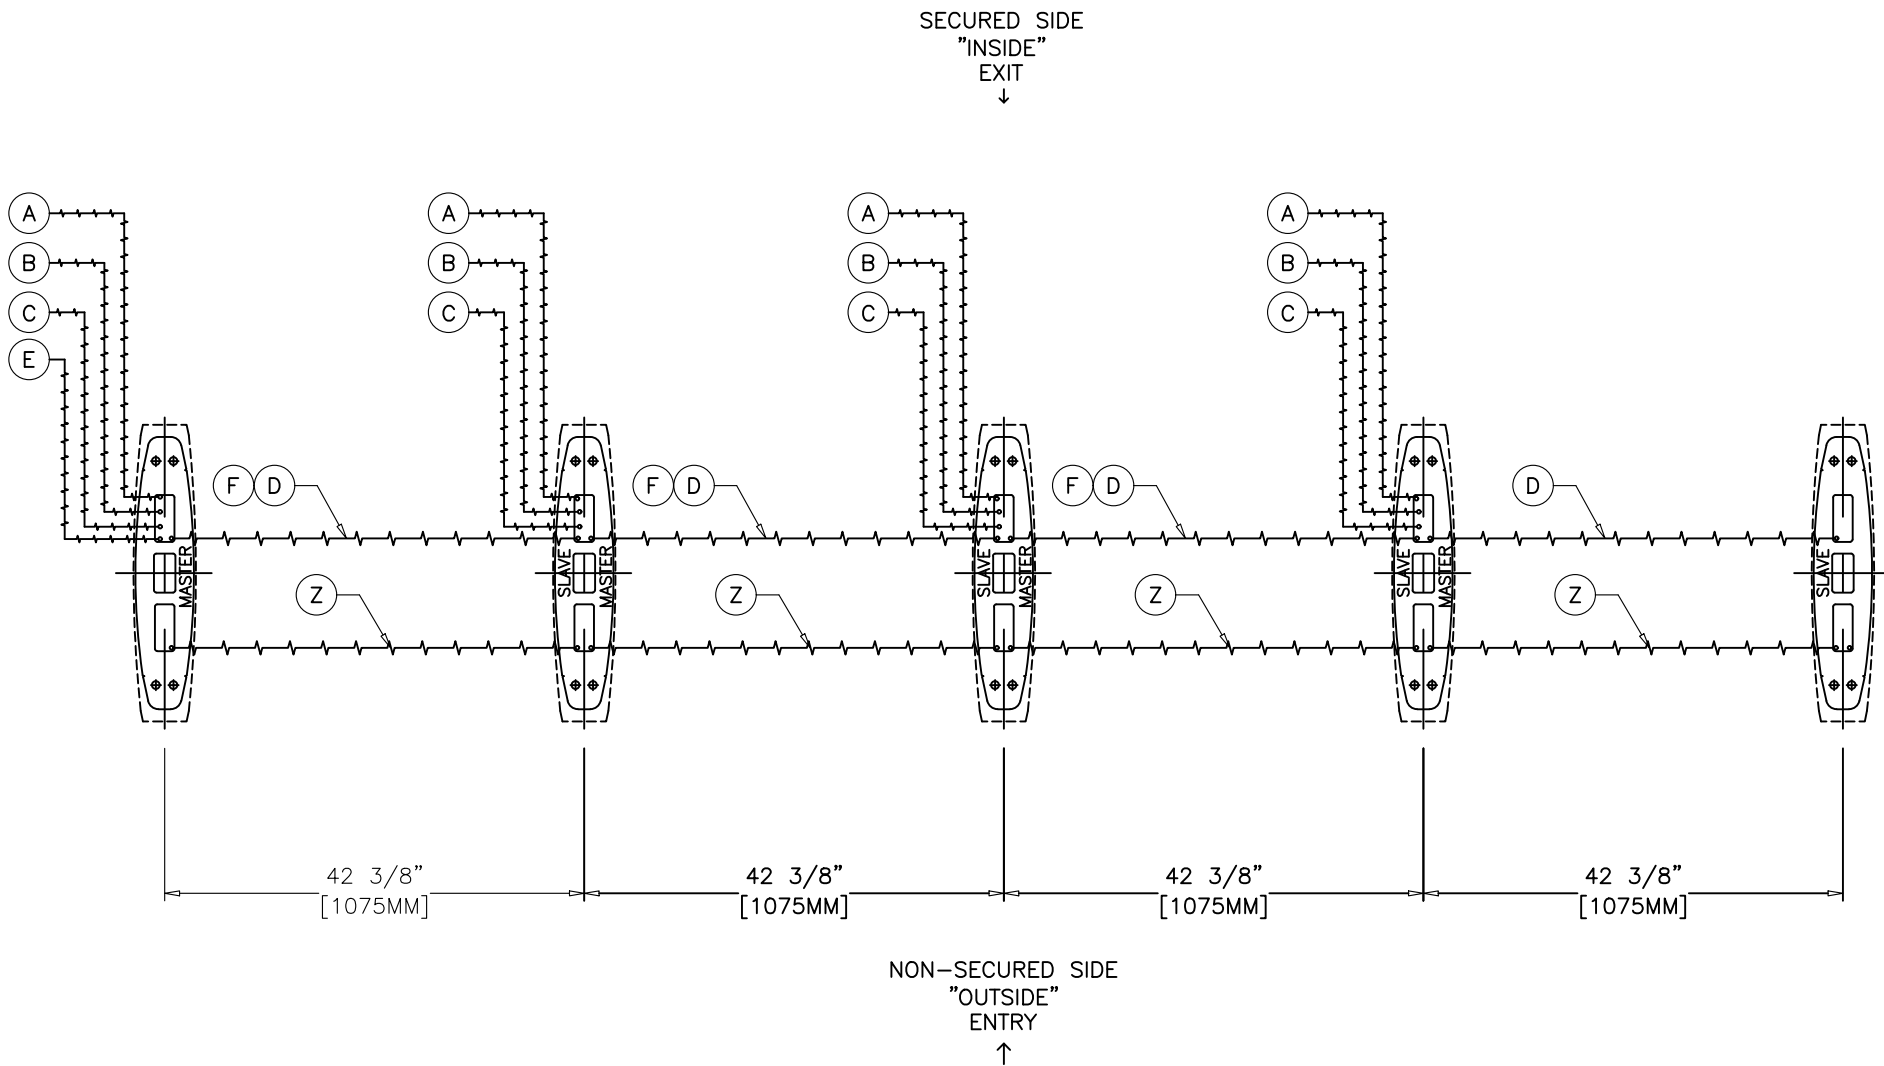 SECURED SIDE
"INSIDE"
EXIT
A A A A
B B B B
C C C C
E
F D F D F D D
MASTER SLAVE MASTER SLAVE MASTER SLAVE MASTER SLAVE
Z Z Z Z
42 3/8" 42 3/8" 42 3/8" 42 3/8"
[1075MM] [1075MM] [1075MM] [1075MM]
NON-SECURED SIDE
"OUTSIDE"
ENTRY